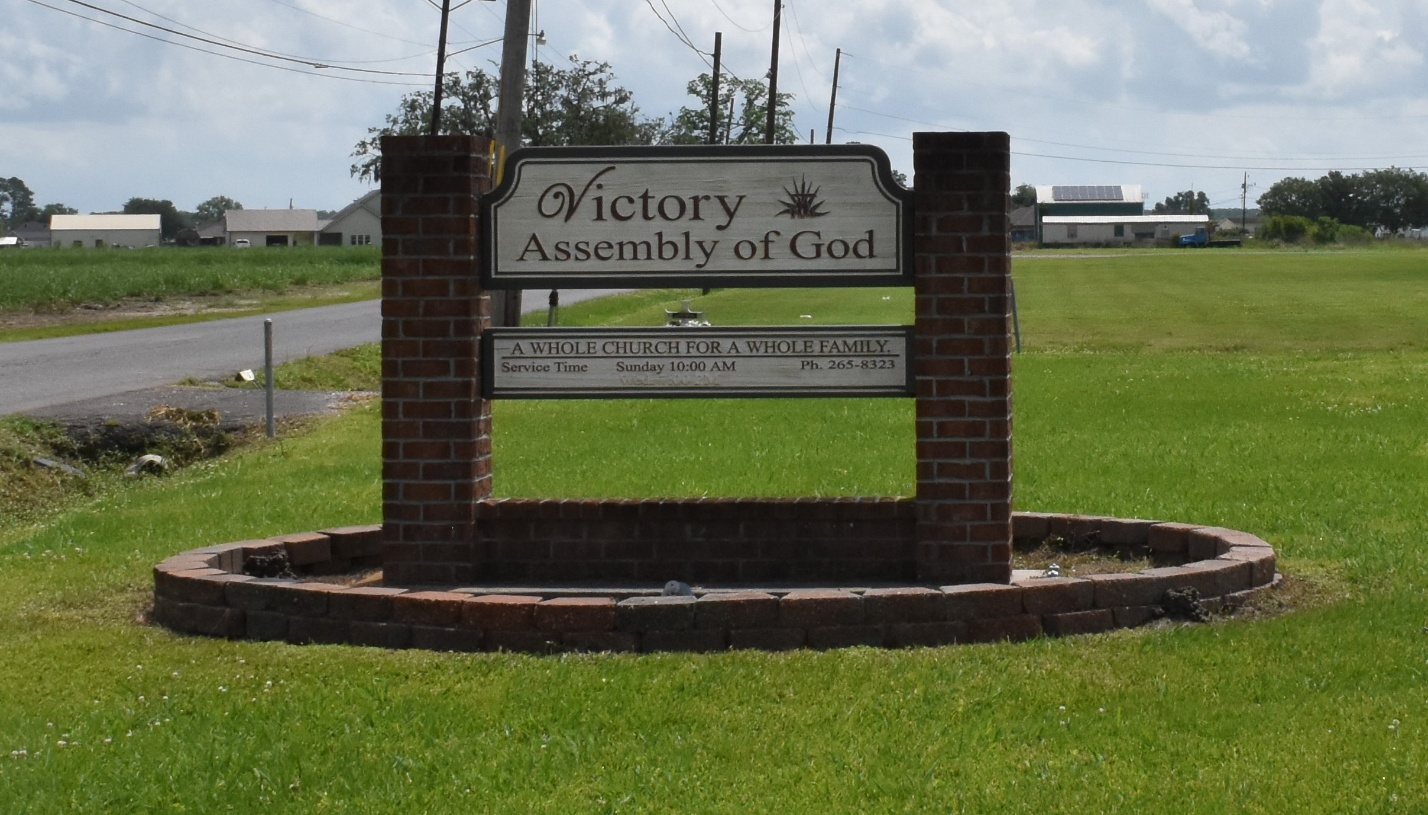 Victory
Assembly of God
A WHOLE CHURCH FOR A WHOLE FAMILY.
Service Time Sunday 10:00 AM Ph. 265-8323